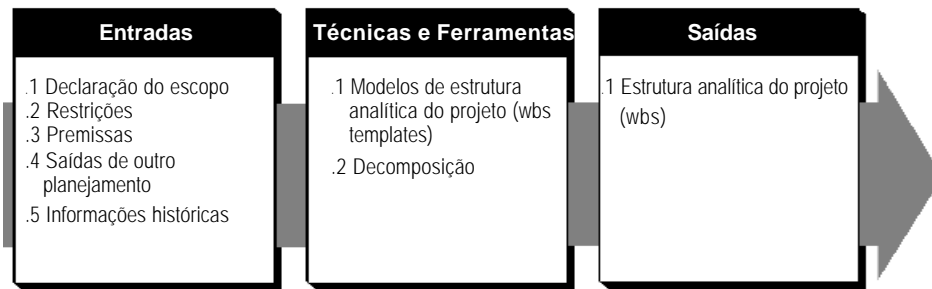 Entradas
.1 Declaração do escopo
.2 Restrições
.3 Premissas
.4 Saídas de outro
planejamento
.5 Informações históricas
Técnicas e Ferramentas
.1 Modelos de estrutura
analítica do projeto (wbs
templates)
.2 Decomposição
Saídas
.1 Estrutura analítica do projeto
(wbs)